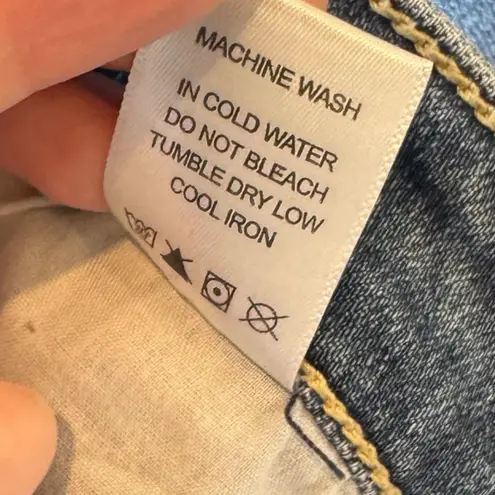 MACHINE WASH
IN COLD WATER
DO NOT BLEACH
TUMBLE DRY LOW
COOL IRON